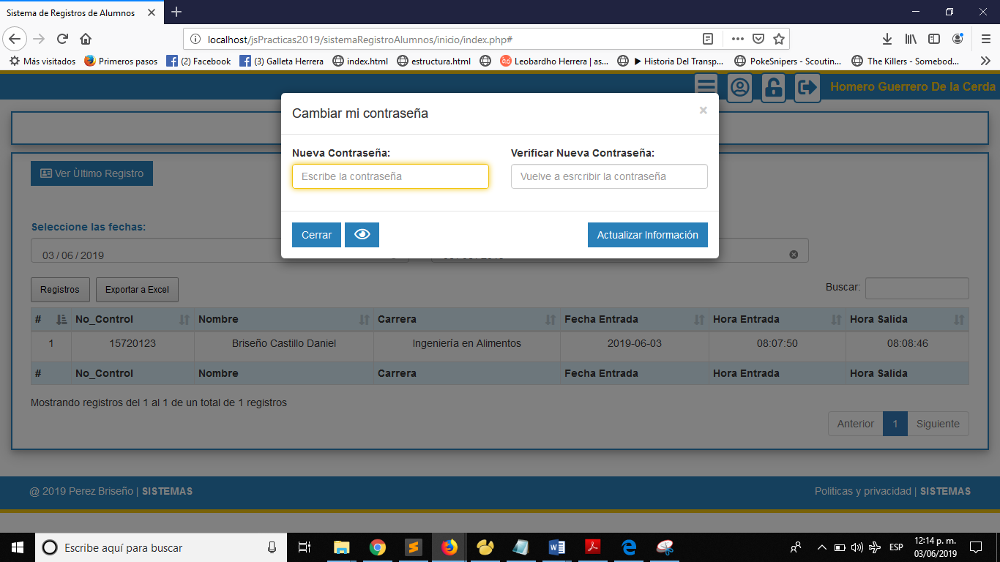 Sistema de Registros de Alumnos
localhost/jsPracticas2019/sistemaRegistroAlumnos/inicio/index.php#
Más visitados Primeros pasos (2) Facebook (3) Galleta Herrera index.html estructura.html Leobardho Herrera | as... Historia Del Transp... PokeSnipers - Scoutin... The Killers - Somebod...
Homero Guerrero De la Cerda
Cambiar mi contraseña ×
Nueva Contraseña: Verificar Nueva Contraseña:
Escribe la contraseña Vuelve a esrcribir la contraseña
Cerrar Actualizar Información
Ver Ùltimo Registro
Seleccione las fechas:
03 / 06 / 2019
Registros Exportar a Excel Buscar:
# No_Control Nombre Carrera Fecha Entrada Hora Entrada Hora Salida
1 15720123 Briseño Castillo Daniel Ingeniería en Alimentos 2019-06-03 08:07:50 08:08:46
# No_Control Nombre Carrera Fecha Entrada Hora Entrada Hora Salida
Mostrando registros del 1 al 1 de un total de 1 registros
Anterior 1 Siguiente
@ 2019 Perez Briseño | SISTEMAS Politicas y privacidad | SISTEMAS
Escribe aquí para buscar ESP 12:14 p. m.
03/06/2019